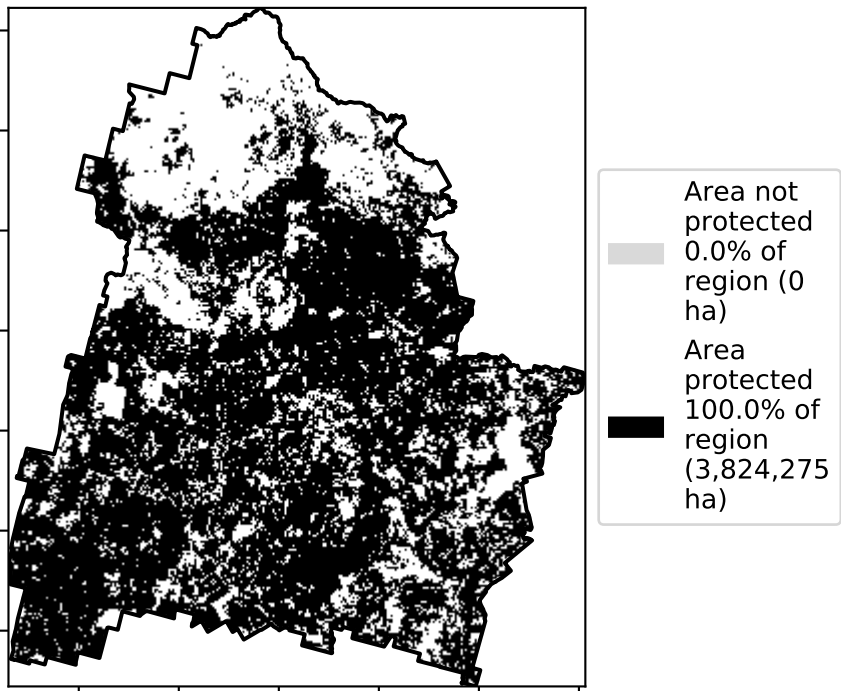 Area not
protected
0.0% of
region (0
ha)
Area
protected
100.0% of
region
(3,824,275
ha)